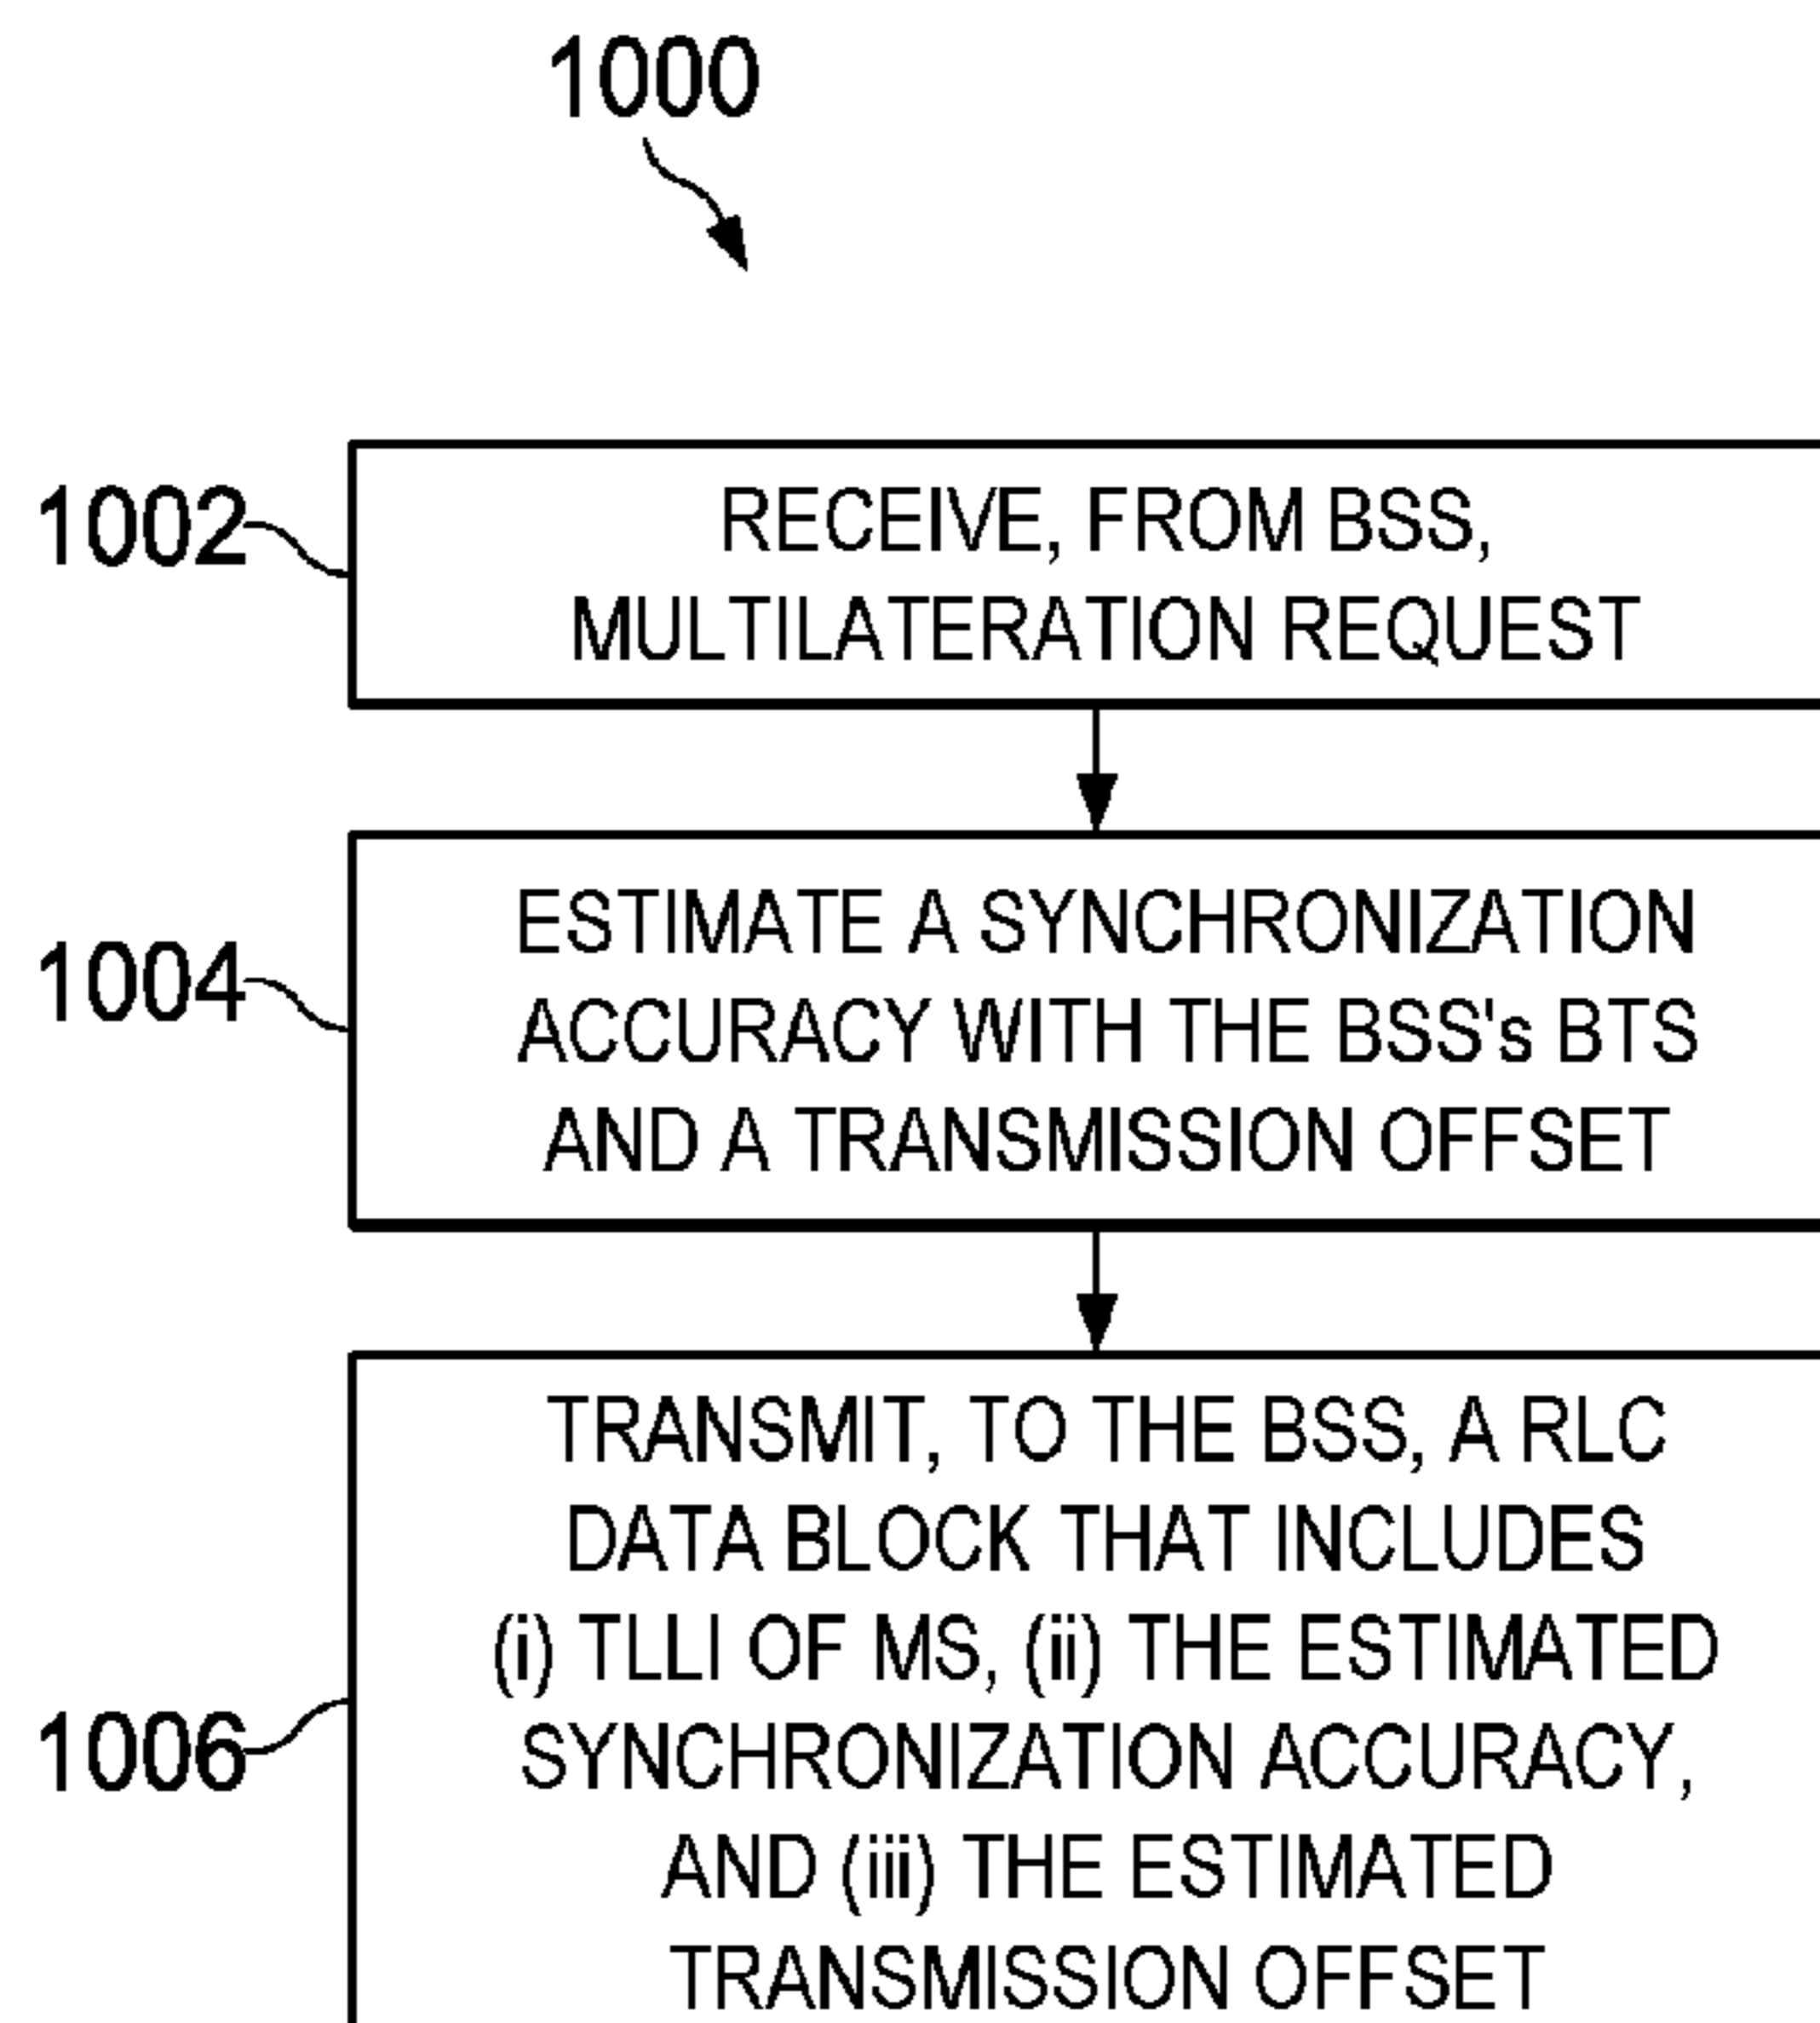 1000
1002
RECEIVE, FROM BSS,
MULTILATERATION REQUEST
1004
ESTIMATE A SYNCHRONIZATION
ACCURACY WITH THE BSS's BTS
AND A TRANSMISSION OFFSET
1006
TRANSMIT, TO THE BSS, A RLC
DATA BLOCK THAT INCLUDES
(i) TLLI OF MS, (ii) THE ESTIMATED
SYNCHRONIZATION ACCURACY,
AND (iii) THE ESTIMATED
TRANSMISSION OFFSET